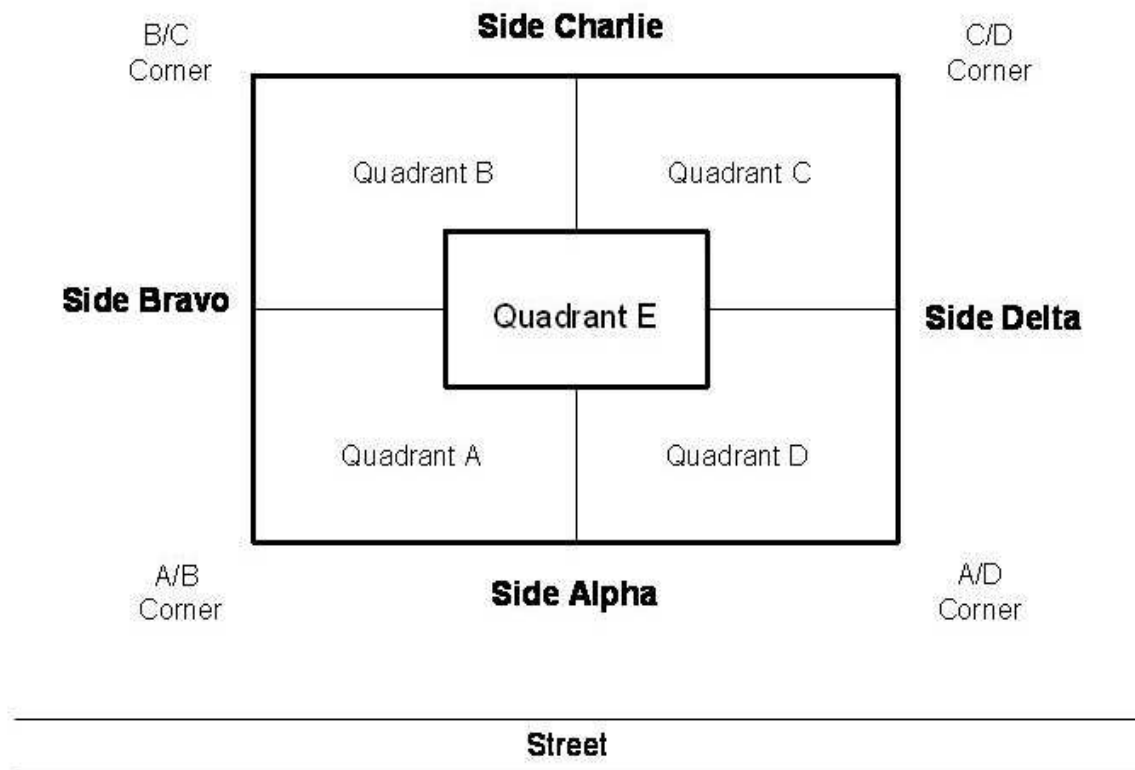 Side Charlie
B/C
Corner
C/D
Corner
Quadrant B
Quadrant C
Side Bravo
Quadrant E
Side Delta
Quadrant A
Quadrant D
A/B
Corner
Side Alpha
A/D
Corner
Street